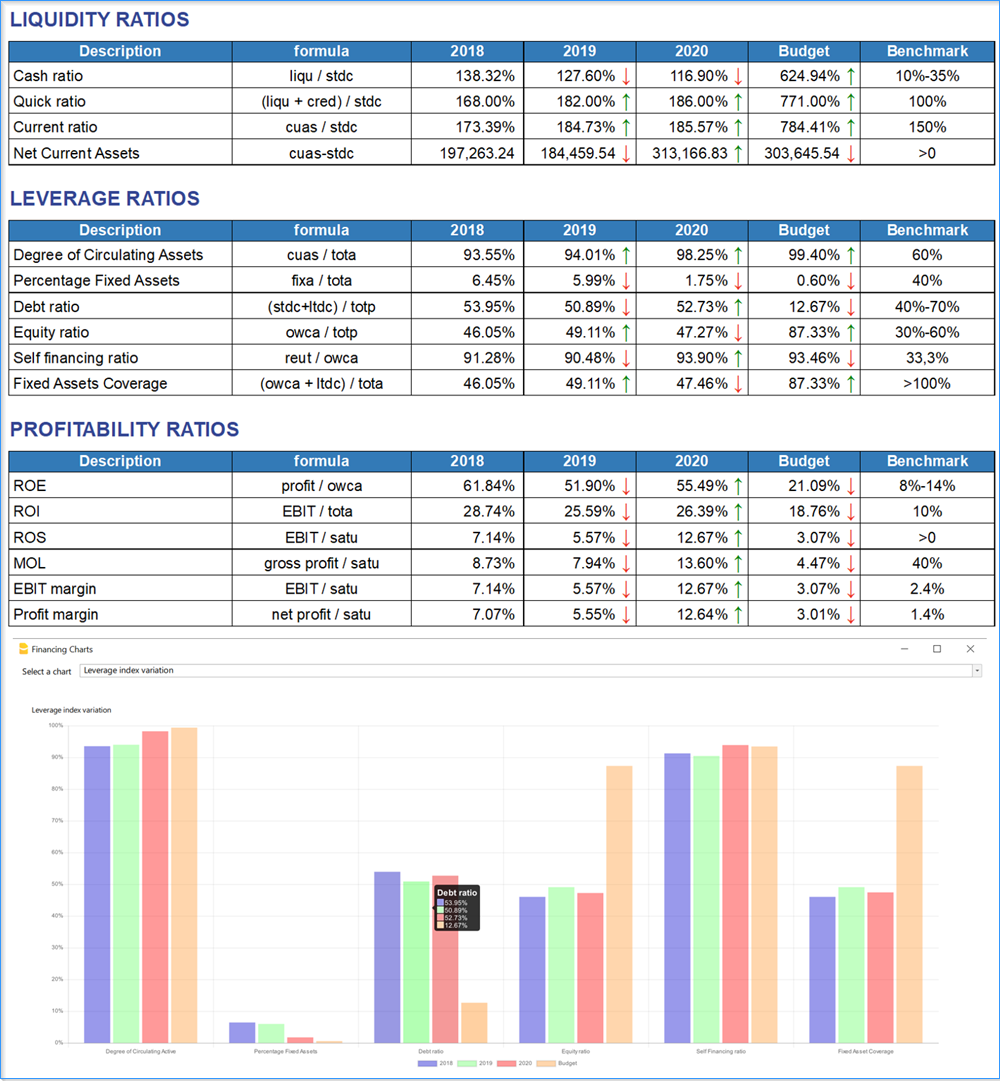 LIQUIDITY RATIOS
Description formula 2018 2019 2020 Budget Benchmark
Cash ratio liqu / stdc 138.32% 127.60% ↓ 116.90% ↓ 624.94% ↑ 10%-35%
Quick ratio (liqu + cred) / stdc 168.00% 182.00% ↑ 186.00% ↑ 771.00% ↑ 100%
Current ratio cuas / stdc 173.39% 184.73% ↑ 185.57% ↑ 784.41% ↑ 150%
Net Current Assets cuas-stdc 197,263.24 184,459.54 ↓ 313,166.83 ↑ 303,645.54 ↓ >0
LEVERAGE RATIOS
Description formula 2018 2019 2020 Budget Benchmark
Degree of Circulating Assets cuas / tota 93.55% 94.01% ↑ 98.25% ↑ 99.40% ↑ 60%
Percentage Fixed Assets fixa / tota 6.45% 5.99% ↓ 1.75% ↓ 0.60% ↓ 40%
Debt ratio (stdc+ltdc) / totp 53.95% 50.89% ↓ 52.73% ↑ 12.67% ↓ 40%-70%
Equity ratio owca / totp 46.05% 49.11% ↑ 47.27% ↓ 87.33% ↑ 30%-60%
Self financing ratio reut / owca 91.28% 90.48% ↓ 93.90% ↑ 93.46% ↓ 33,3%
Fixed Assets Coverage (owca + ltdc) / tota 46.05% 49.11% ↑ 47.46% ↓ 87.33% ↑ >100%
PROFITABILITY RATIOS
Description formula 2018 2019 2020 Budget Benchmark
ROE profit / owca 61.84% 51.90% ↓ 55.49% ↑ 21.09% ↓ 8%-14%
ROI EBIT / tota 28.74% 25.59% ↓ 26.39% ↑ 18.76% ↓ 10%
ROS EBIT / satu 7.14% 5.57% ↓ 12.67% ↑ 3.07% ↓ >0
MOL gross profit / satu 8.73% 7.94% ↓ 13.60% ↑ 4.47% ↓ 40%
EBIT margin EBIT / satu 7.14% 5.57% ↓ 12.67% ↑ 3.07% ↓ 2.4%
Profit margin net profit / satu 7.07% 5.55% ↓ 12.64% ↑ 3.01% ↓ 1.4%
Financing Charts
Select a chart Leverage index variation
Leverage index variation
100%
90%
80%
70%
60%
50%
40%
30%
20%
10%
0%
Debt ratio
53.95%
50.89%
52.73%
12.67%
Degree of Circulating Active Percentage Fixed Assets Debt ratio Equity ratio Self Financing ratio Fixed Asset Coverage
2018 2019 2020 Budget